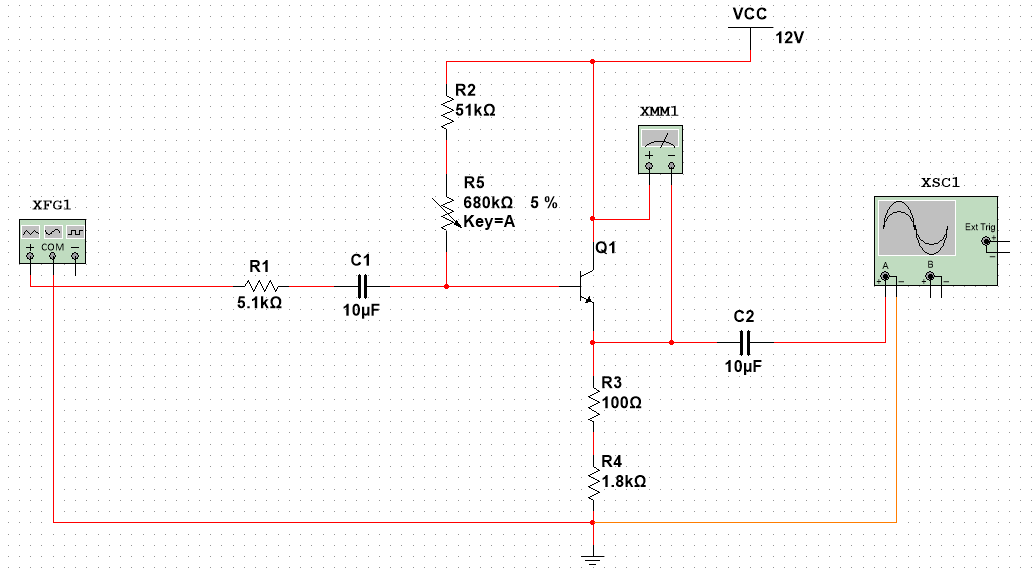 VCC
12V
R2
51kΩ
XMM1
+ −
R5
680kΩ 5 %
Key=A
XSC1
Ext Trig
+
−
A B
+ − + −
XFG1
+ COM −
Q1
R1
5.1kΩ
C1
10µF
C2
10µF
R3
100Ω
R4
1.8kΩ